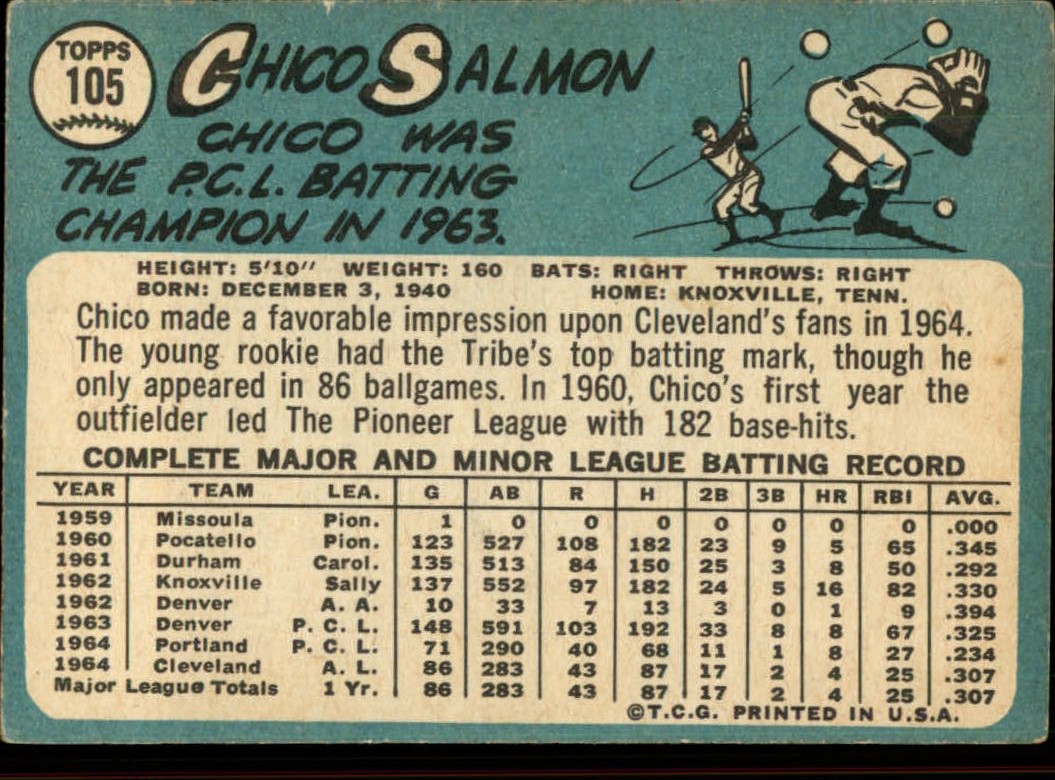 TOPPS
105
CHICO SALMON
CHICO WAS
THE P.C.L. BATTING
CHAMPION IN 1963.
HEIGHT: 5'10" WEIGHT: 160 BATS: RIGHT THROWS: RIGHT
BORN: DECEMBER 3, 1940 HOME: KNOXVILLE, TENN.
Chico made a favorable impression upon Cleveland's fans in 1964.
The young rookie had the Tribe's top batting mark, though he
only appeared in 86 ballgames. In 1960, Chico's first year the
outfielder led The Pioneer League with 182 base-hits.
COMPLETE MAJOR AND MINOR LEAGUE BATTING RECORD
YEAR TEAM LEA. G AB R H 2B 3B HR RBI AVG.
1959 Missoula Pion. 1 0 0 0 0 0 0 0 .000
1960 Pocatello Pion. 123 527 108 182 23 9 5 65 .345
1961 Durham Carol. 135 513 84 150 25 3 8 50 .292
1962 Knoxville Sally 137 552 97 182 24 5 16 82 .330
1962 Denver A. A. 10 33 7 13 3 0 1 9 .394
1963 Denver P. C. L. 148 591 103 192 33 8 8 67 .325
1964 Portland P. C. L. 71 290 40 68 11 1 8 27 .234
1964 Cleveland A. L. 86 283 43 87 17 2 4 25 .307
Major League Totals 1 Yr. 86 283 43 87 17 2 4 25 .307
©T.C.G. PRINTED IN U.S.A.